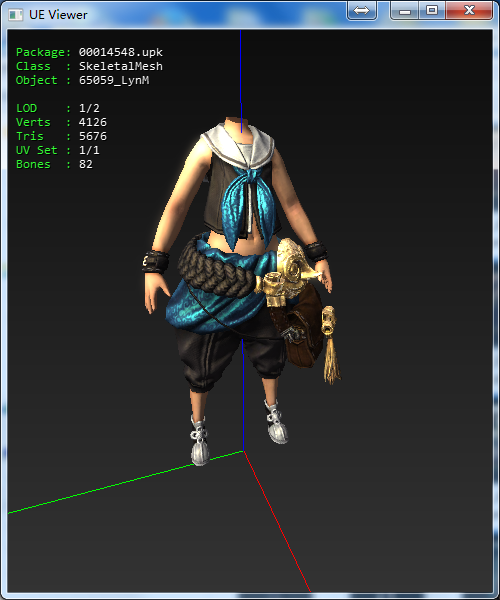 UE Viewer
Package: 00014548.upk
Class : SkeletalMesh
Object : 65059_LynM
LOD : 1/2
Verts : 4126
Tris : 5676
UV Set : 1/1
Bones : 82